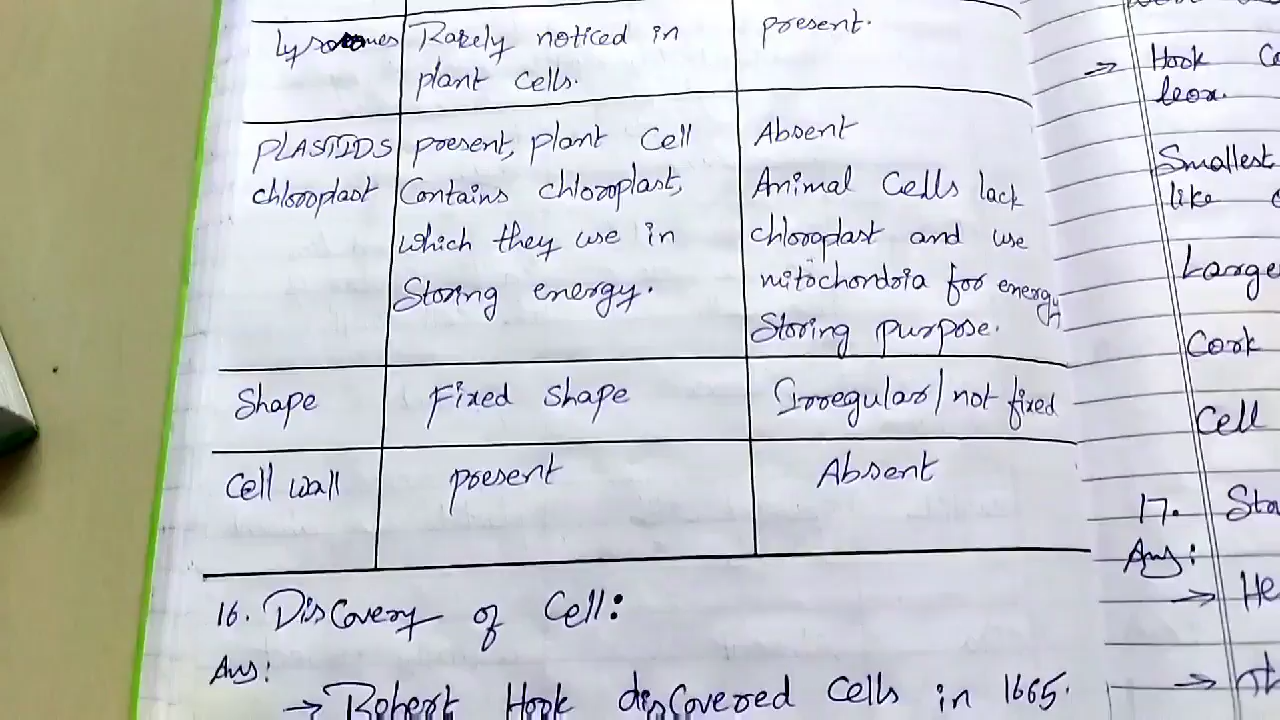 Lysosomes Rarely noticed in present.
plant cells.
PLASTIDS present, plant Cell Absent
chloroplast Contains chloroplast, Animal Cells lack
which they use in chloroplast and use
Storing energy. mitochondria for energy
Storing purpose.
Shape Fixed shape Irregular/not fixed
Cell wall present Absent
16. Discovery of Cell:
Ans:
→ Robert Hook discovered cells in 1665.
⇒ Hook
Smallest
like
Large
Cork
Cell
17.
Ans:
→ He
→